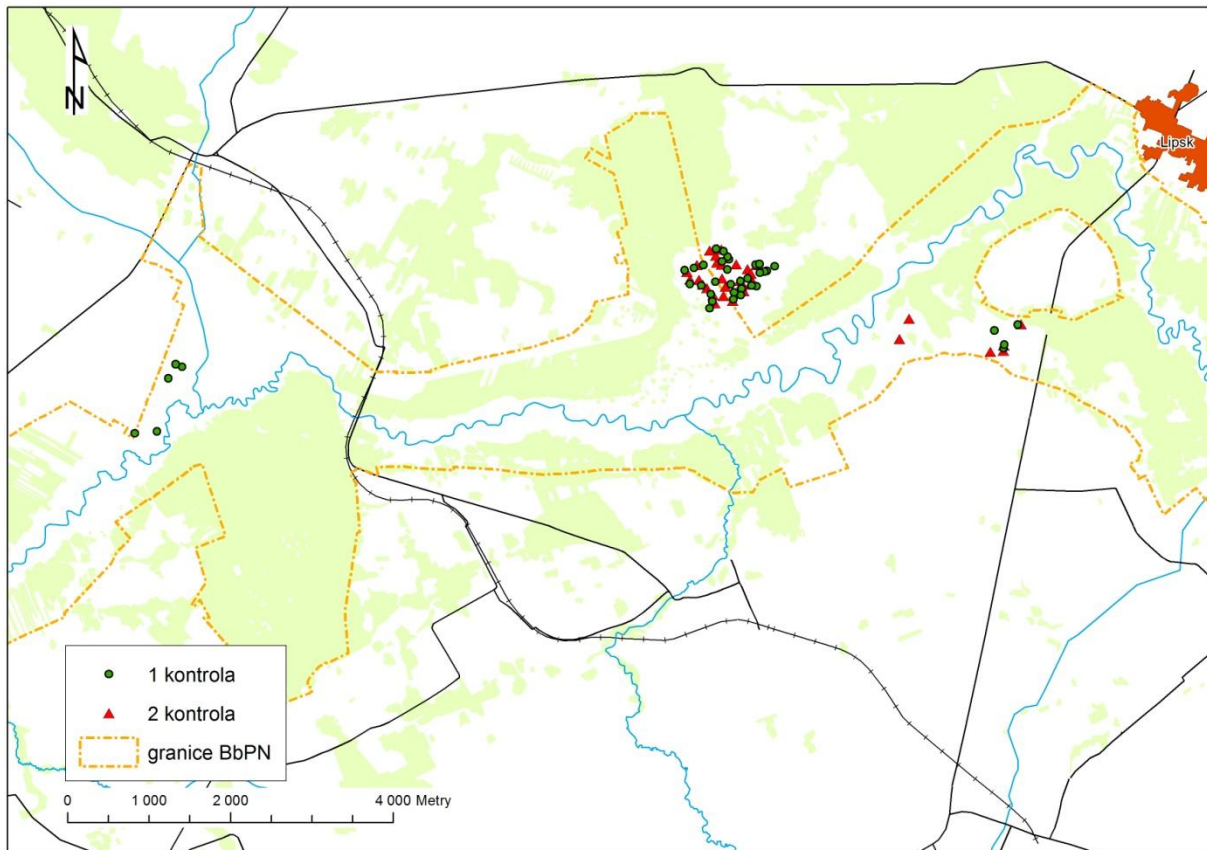 N
Lipsk
1 kontrola
2 kontrola
granice BbPN
0 1 000 2 000 4 000 Metry